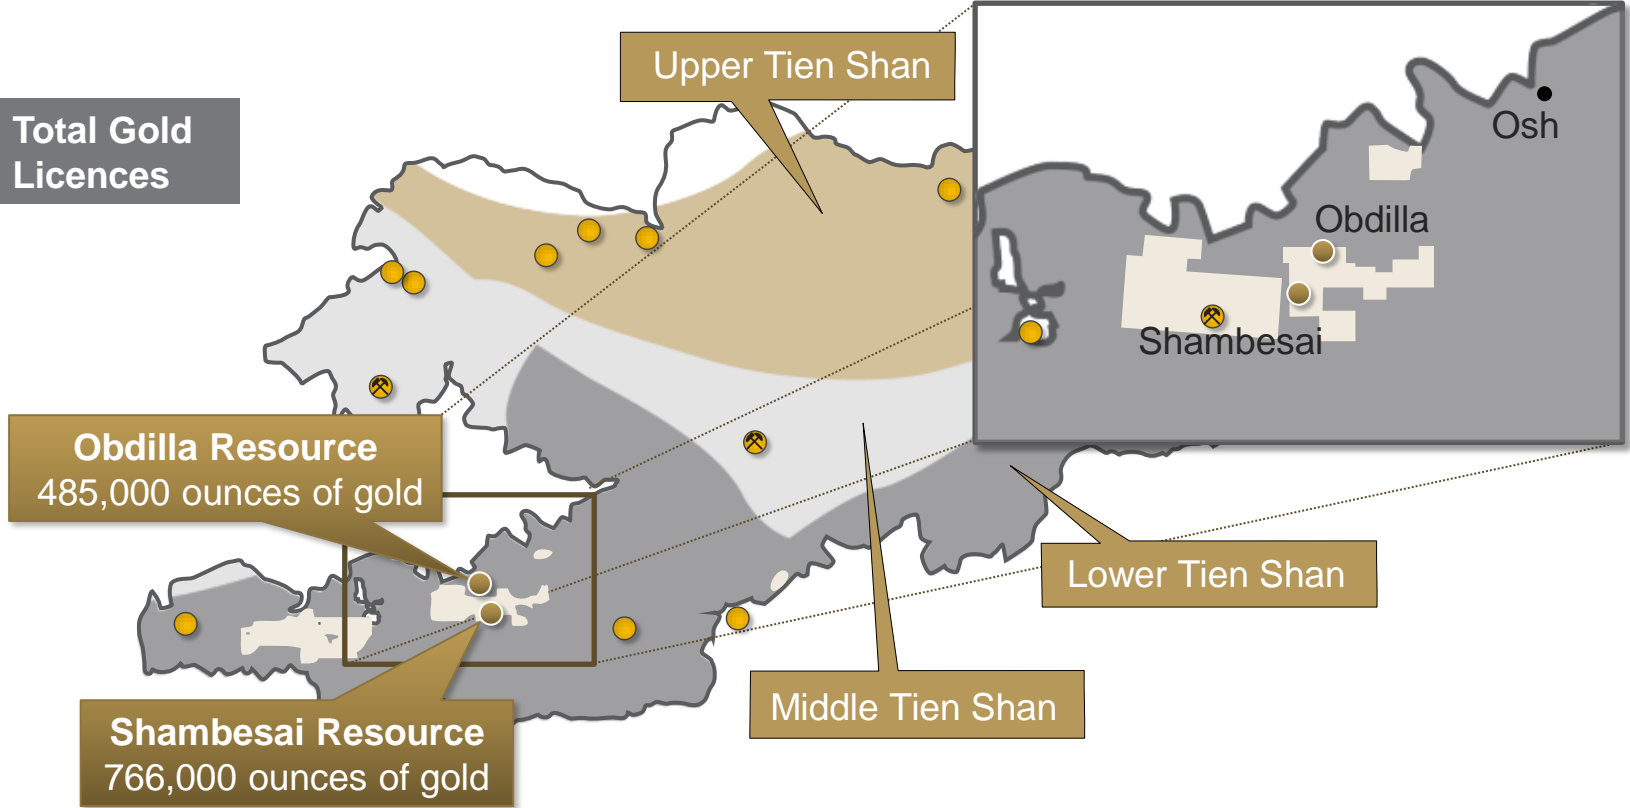 Upper Tien Shan
Total Gold
Licences
Osh
Obdilla
Shambesai
Obdilla Resource
485,000 ounces of gold
Lower Tien Shan
Middle Tien Shan
Shambesai Resource
766,000 ounces of gold